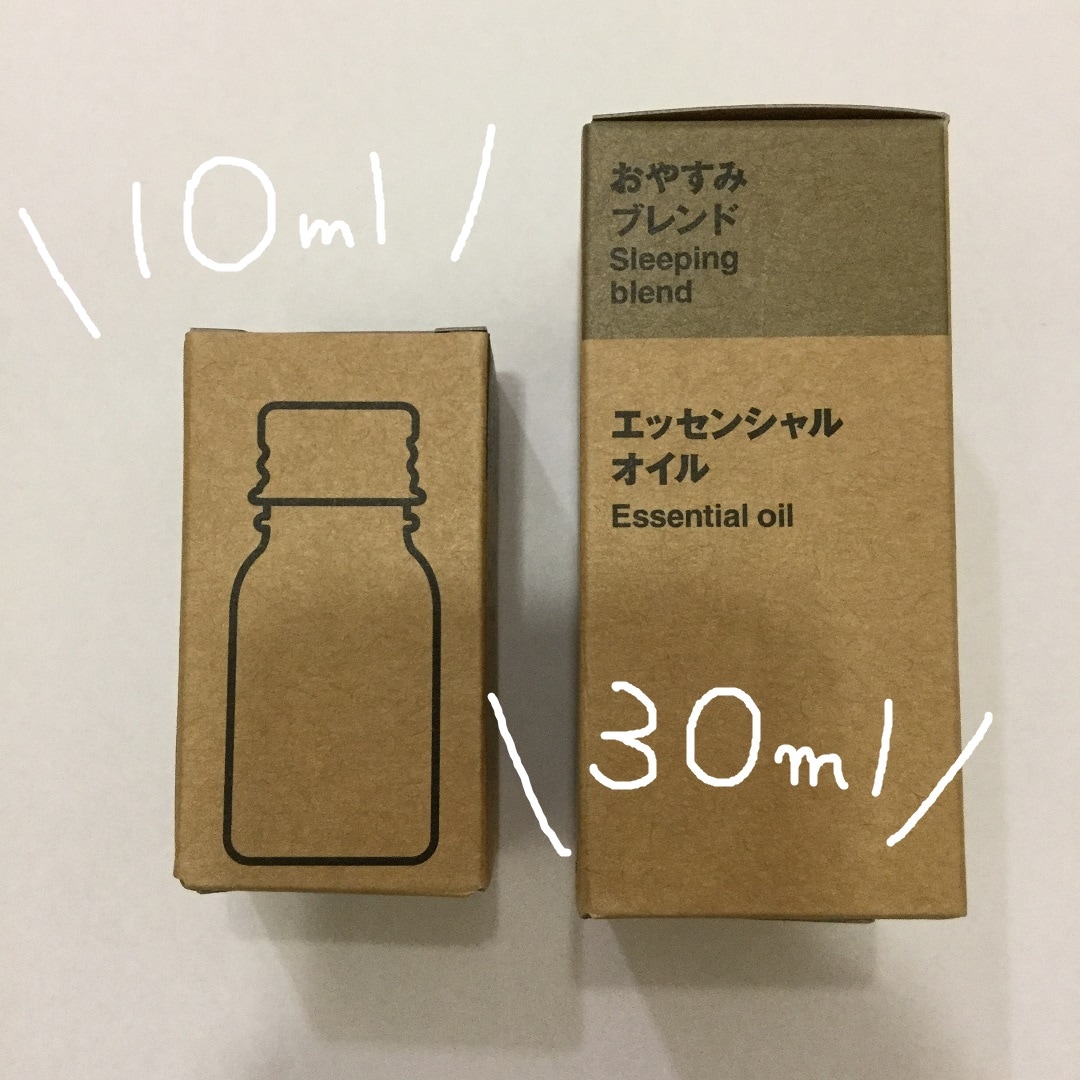 10ml
おやすみ
ブレンド
Sleeping
blend
エッセンシャル
オイル
Essential oil
30ml